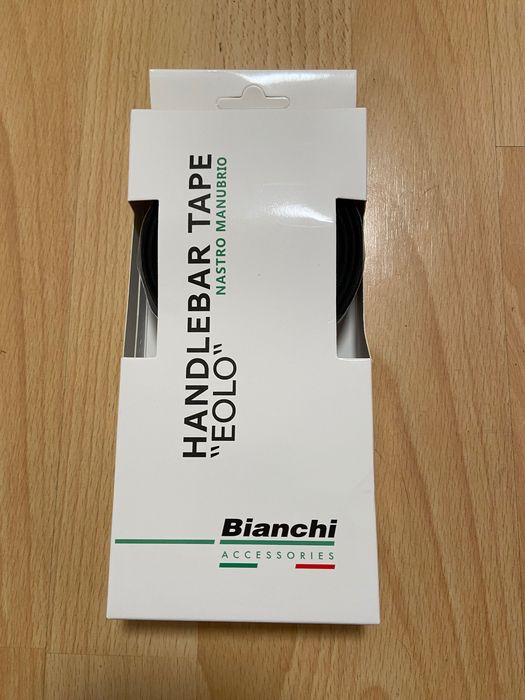 HANDLEBAR TAPE
NASTRO MANUBRIO
"EOLO"
Bianchi
ACCESSORIES